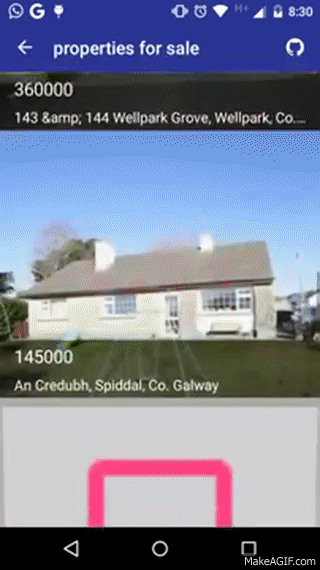 8:30
properties for sale
360000
143 &amp; 144 Wellpark Grove, Wellpark, Co....
145000
An Credubh, Spiddal, Co. Galway
MakeAGIF.com